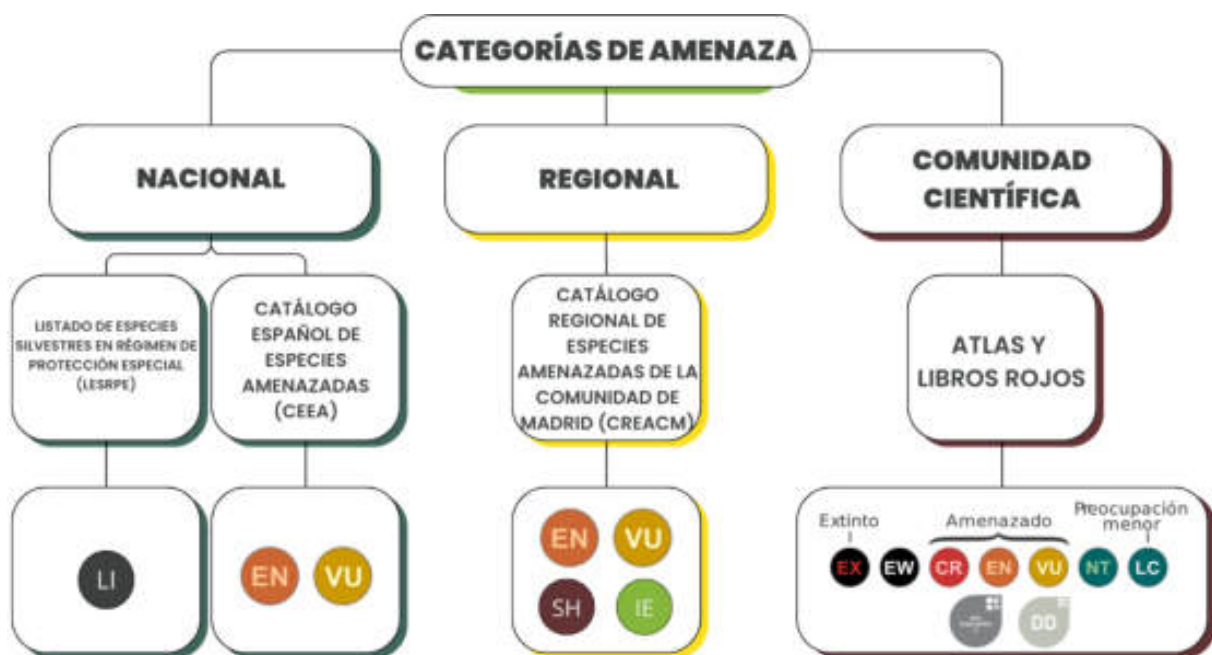 CATEGORÍAS DE AMENAZA
NACIONAL
REGIONAL
COMUNIDAD
CIENTÍFICA
LISTADO DE ESPECIES
SILVESTRES EN RÉGIMEN DE
PROTECCIÓN ESPECIAL
(LESRPE)
CATÁLOGO
ESPAÑOL DE
ESPECIES
AMENAZADAS
(CEEA)
CATÁLOGO
REGIONAL DE
ESPECIES
AMENAZADAS DE LA
COMUNIDAD DE
MADRID (CREACM)
ATLAS Y
LIBROS ROJOS
LI
EN VU
EN VU
SH IE
Extinto
Amenazado
Preocupación
menor
EX EW CR EN VU NT LC
DD